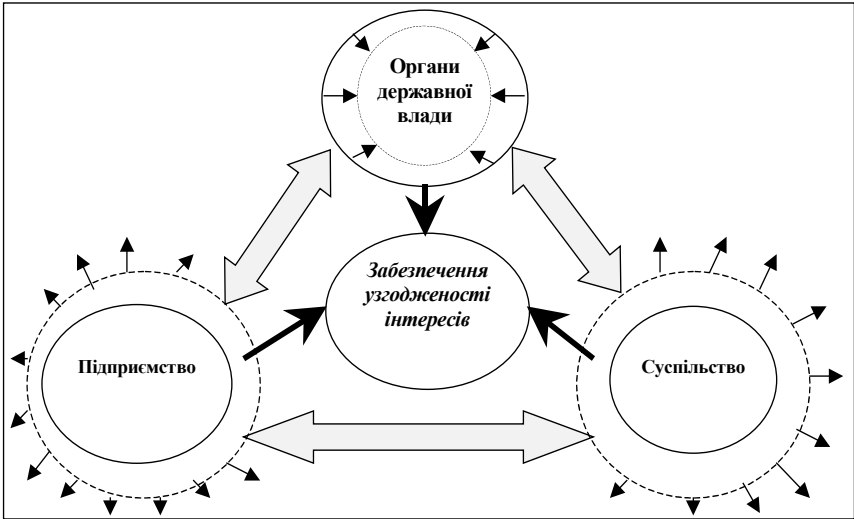 Органи
державної
влади
Забезпечення
узгодженості
інтересів
Підприємство
Суспільство